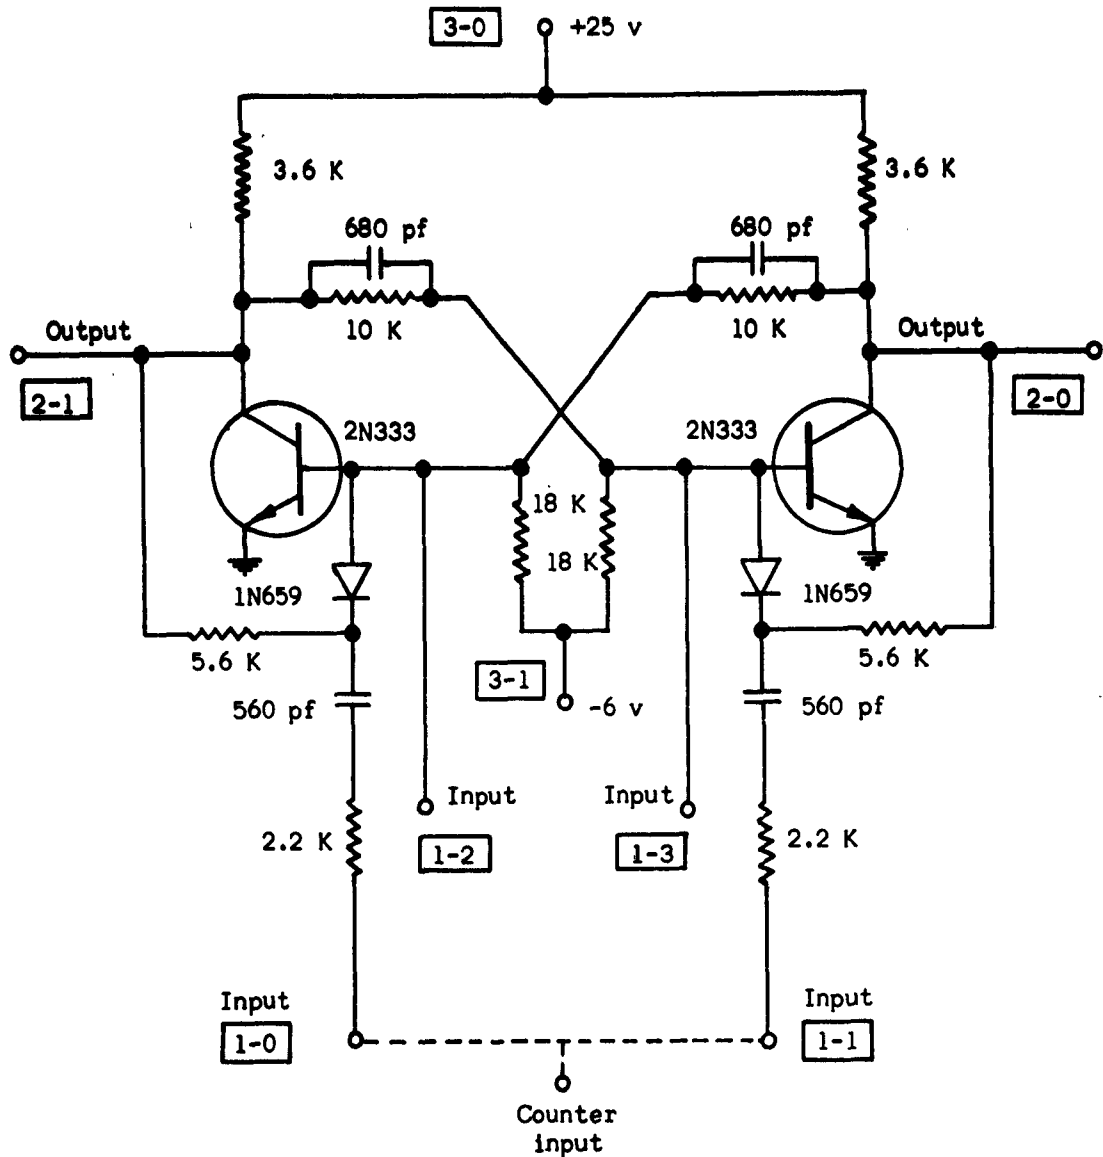 3-0
+25 v
3.6 K
3.6 K
680 pf
680 pf
10 K
10 K
Output
Output
2-1
2-0
2N333
2N333
18 K
18 K
1N659
1N659
5.6 K
5.6 K
3-1
560 pf
-6 v
560 pf
Input
Input
2.2 K
1-2
1-3
2.2 K
Input
Input
1-0
1-1
Counter
input